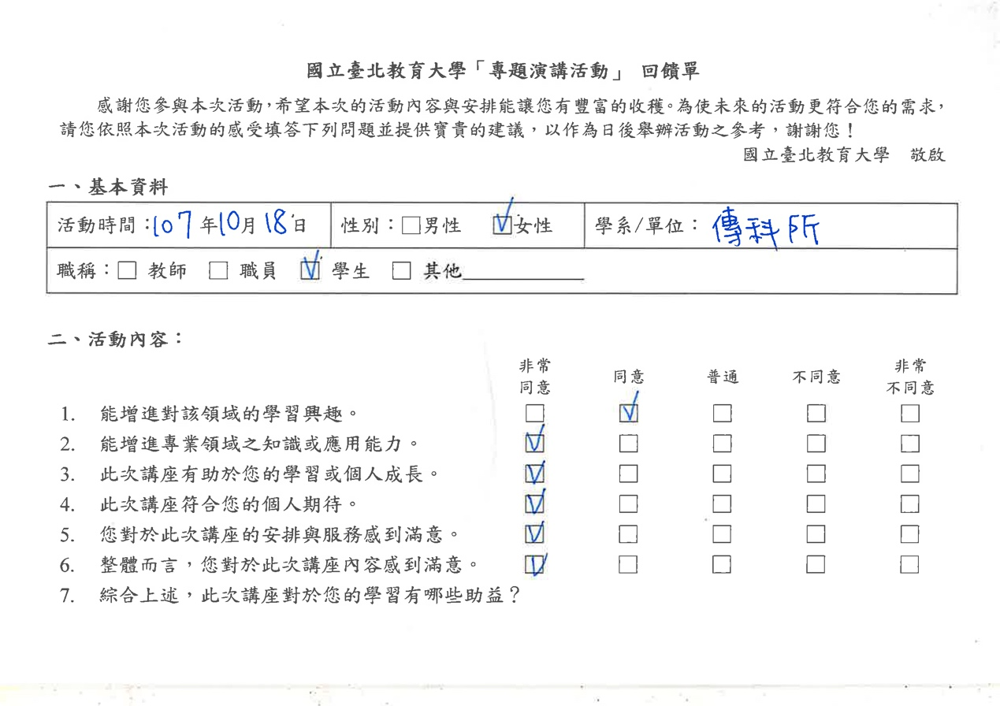 國立臺北教育大學「專題演講活動」 回饋單
感謝您參與本次活動，希望本次的活動內容與安排能讓您有豐富的收穫。為使未來的活動更符合您的需求，
請您依照本次活動的感受填答下列問題並提供寶貴的建議，以作為日後舉辦活動之參考，謝謝您！
國立臺北教育大學 敬啟
一、基本資料
活動時間：107年10月18日 性別：□男性 ☑女性 學系/單位：傳科所
職稱：□ 教師 □ 職員 ☑ 學生 □ 其他__________
二、活動內容：
非常同意 同意 普通 不同意 非常不同意
1. 能增進對該領域的學習興趣。 □ ☑ □ □ □
2. 能增進專業領域之知識或應用能力。 ☑ □ □ □ □
3. 此次講座有助於您的學習或個人成長。 ☑ □ □ □ □
4. 此次講座符合您的個人期待。 ☑ □ □ □ □
5. 您對於此次講座的安排與服務感到滿意。 ☑ □ □ □ □
6. 整體而言，您對於此次講座內容感到滿意。 ☑ □ □ □ □
7. 綜合上述，此次講座對於您的學習有哪些助益？